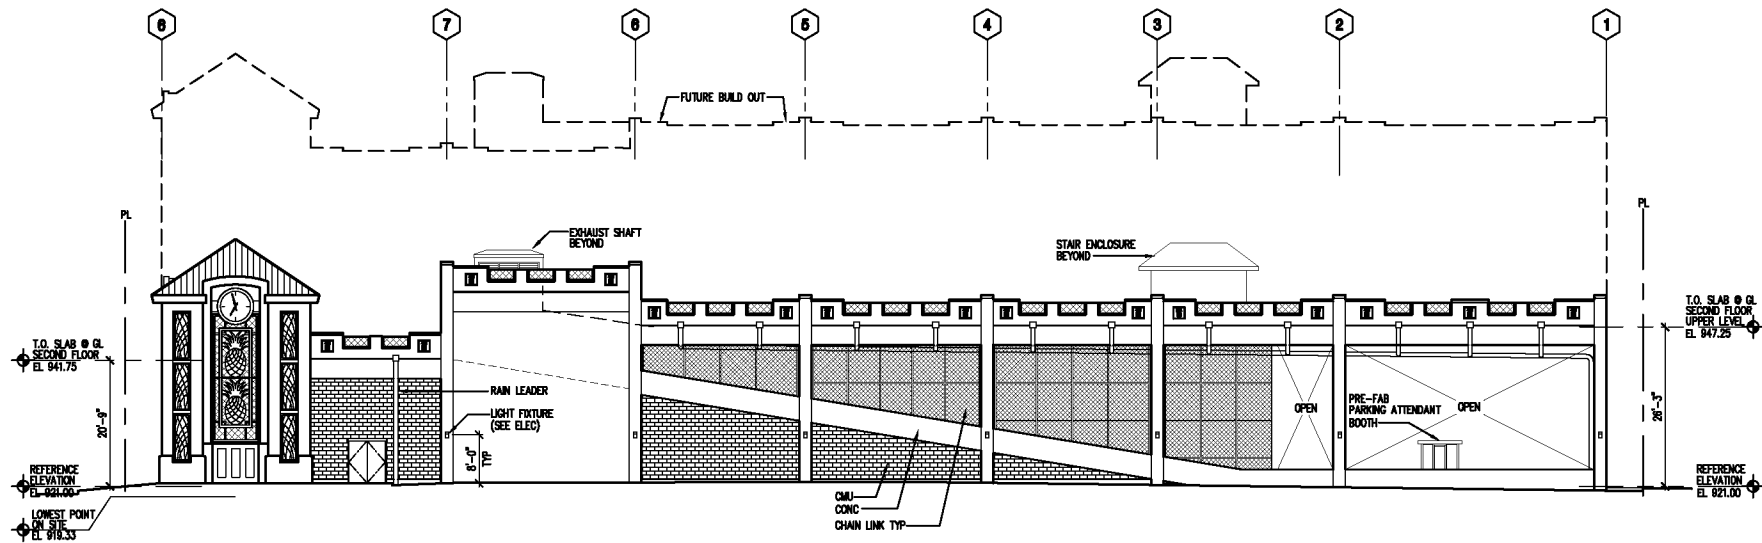 8
7
6
5
4
3
2
1
FUTURE BUILD OUT
PL
PL
EXHAUST SHAFT
BEYOND
STAIR ENCLOSURE
BEYOND
T.O. SLAB @ GL
SECOND FLOOR
EL 941.75
T.O. SLAB @ GL
SECOND FLOOR
UPPER LEVEL
EL 947.25
RAIN LEADER
LIGHT FIXTURE
(SEE ELEC)
OPEN
PRE-FAB
PARKING ATTENDANT
BOOTH
OPEN
20'-9"
8'-0"
TYP
26'-3"
REFERENCE
ELEVATION
EL 921.00
REFERENCE
ELEVATION
EL 921.00
CMU
CONC
CHAIN LINK TYP
LOWEST POINT
ON SITE
EL 919.33